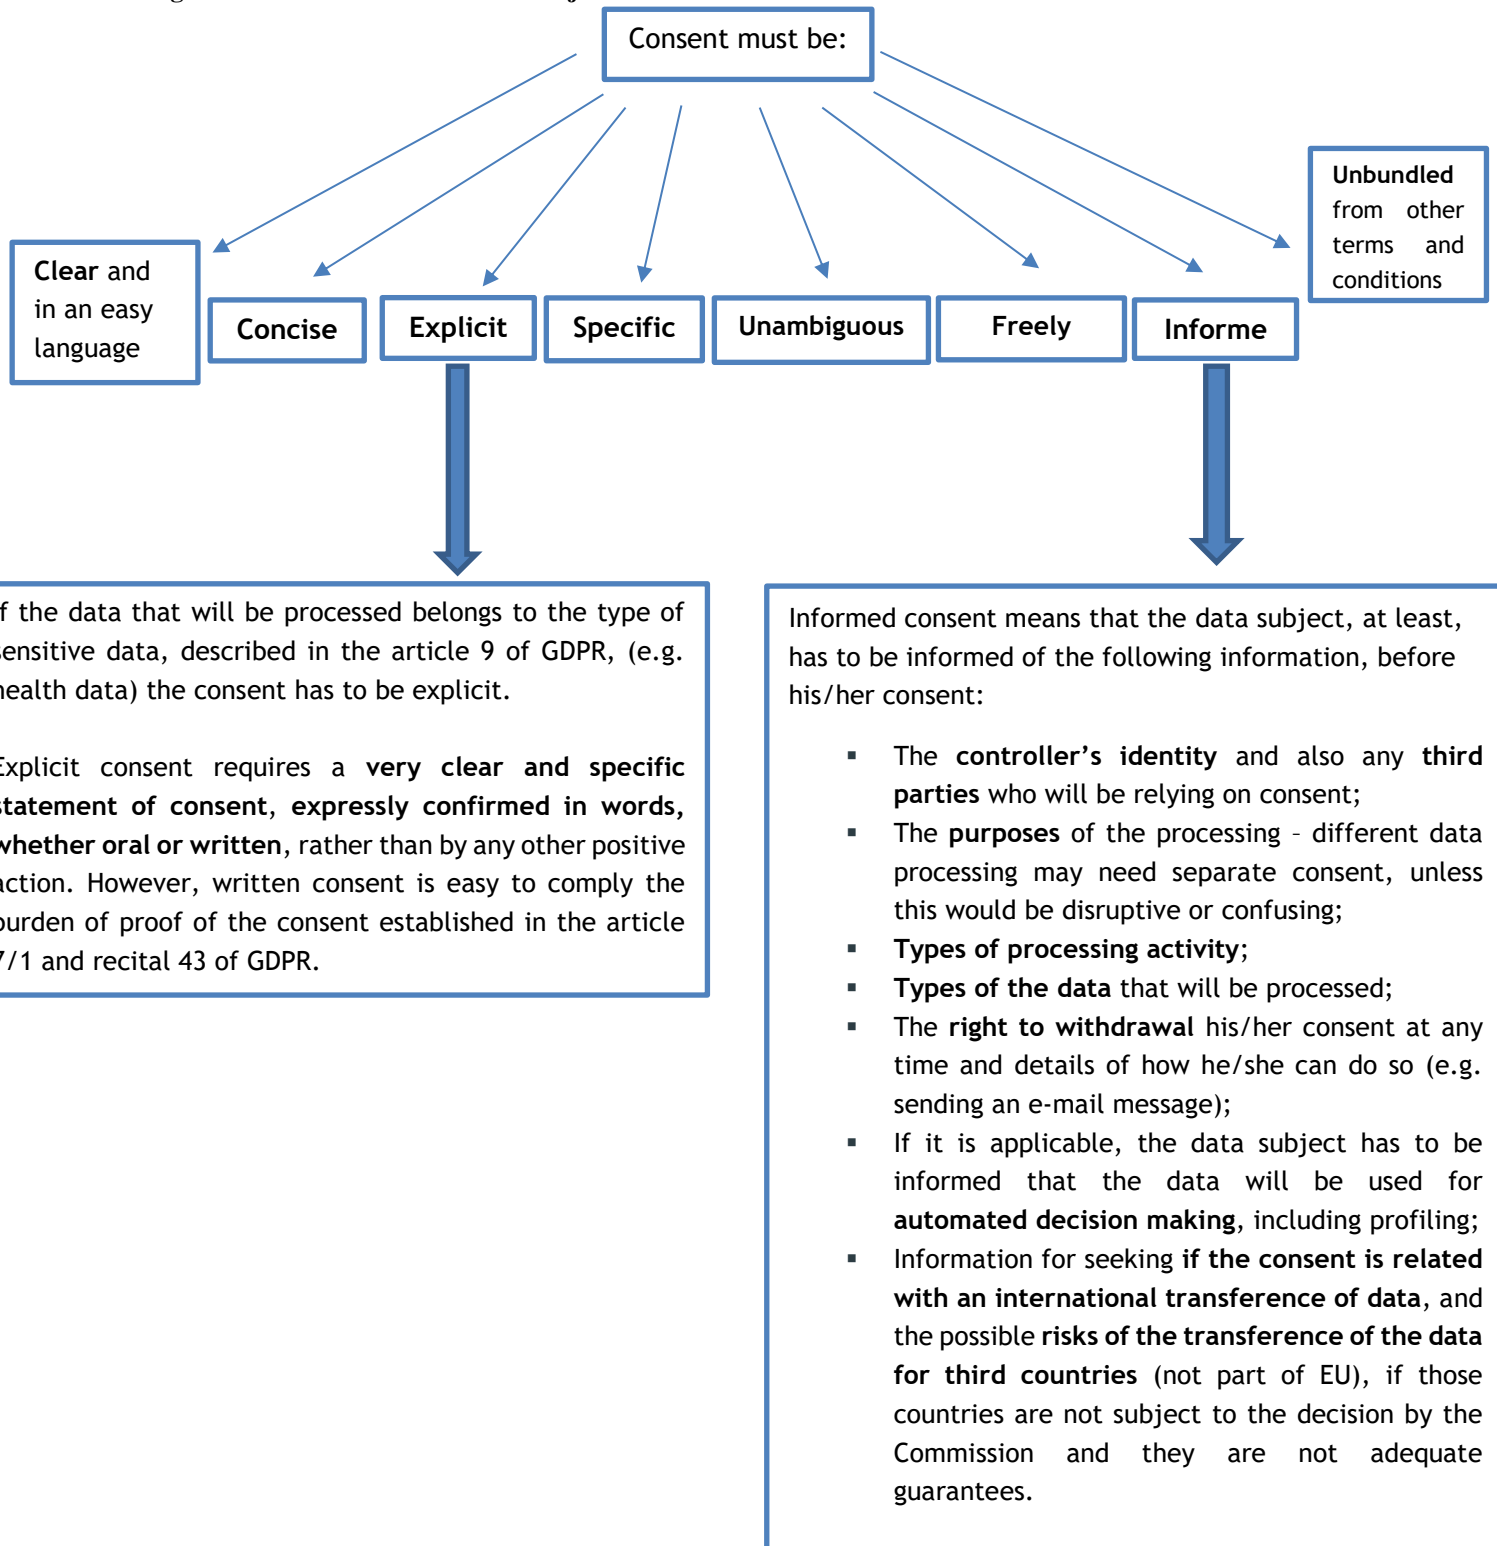 Consent must be:
Unbundled
from other
terms and
conditions
Clear and
in an easy
language
Concise
Explicit
Specific
Unambiguous
Freely
Informe
f the data that will be processed belongs to the type of
sensitive data, described in the article 9 of GDPR, (e.g.
health data) the consent has to be explicit.
Explicit consent requires a very clear and specific
statement of consent, expressly confirmed in words,
whether oral or written, rather than by any other positive
action. However, written consent is easy to comply the
burden of proof of the consent established in the article
7/1 and recital 43 of GDPR.
Informed consent means that the data subject, at least,
has to be informed of the following information, before
his/her consent:
▪ The controller’s identity and also any third
parties who will be relying on consent;
▪ The purposes of the processing – different data
processing may need separate consent, unless
this would be disruptive or confusing;
▪ Types of processing activity;
▪ Types of the data that will be processed;
▪ The right to withdrawal his/her consent at any
time and details of how he/she can do so (e.g.
sending an e-mail message);
▪ If it is applicable, the data subject has to be
informed that the data will be used for
automated decision making, including profiling;
▪ Information for seeking if the consent is related
with an international transference of data, and
the possible risks of the transference of the data
for third countries (not part of EU), if those
countries are not subject to the decision by the
Commission and they are not adequate
guarantees.